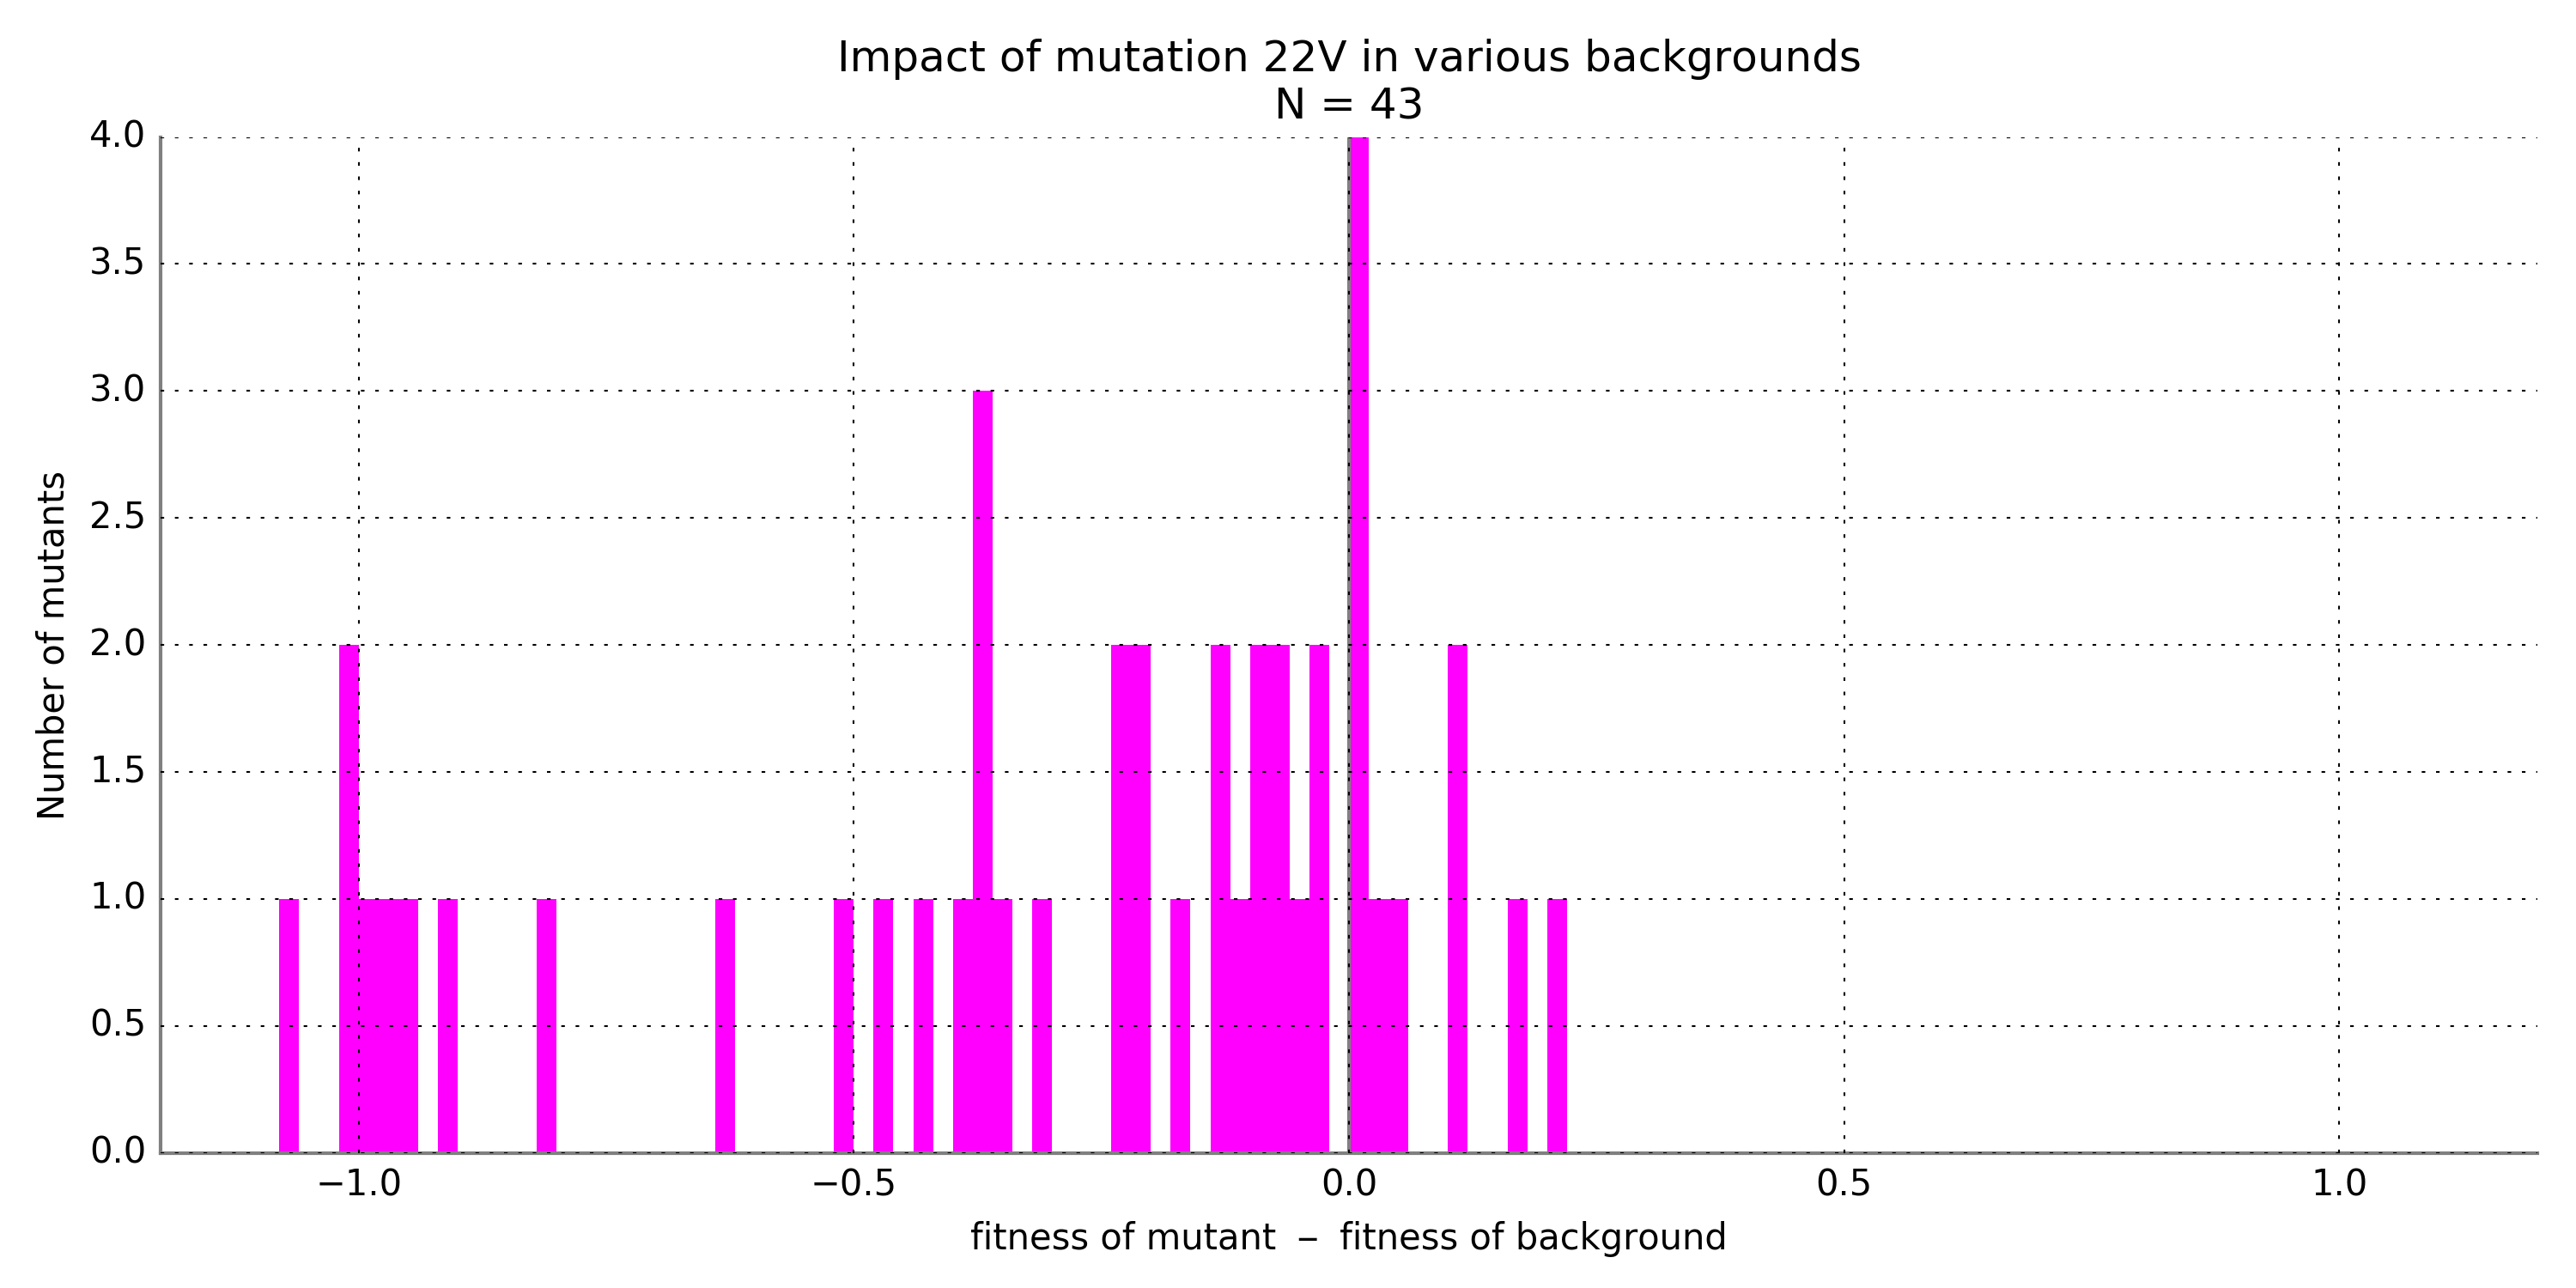 Impact of mutation 22V in various backgrounds
N = 43
4.0
3.5
3.0
2.5
2.0
1.5
1.0
0.5
0.0
Number of mutants
−1.0 −0.5 0.0 0.5 1.0
fitness of mutant − fitness of background